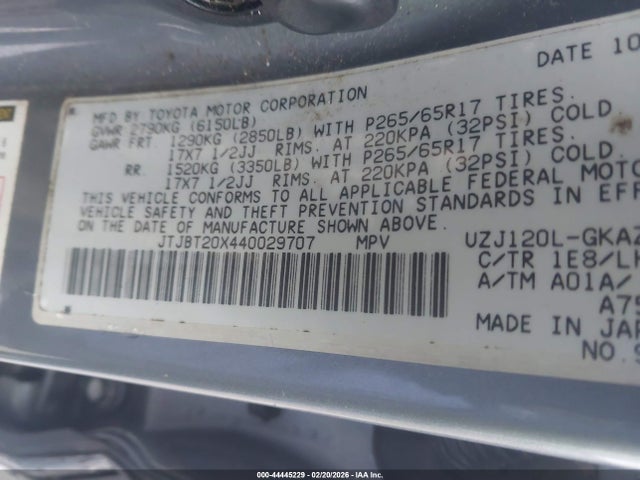 DATE 10
MFD BY TOYOTA MOTOR CORPORATION
GVWR 2790KG (6150LB)
GAWR FRT. 1290KG (2850LB) WITH P265/65R17 TIRES.
17X7 1/2JJ RIMS. AT 220KPA (32PSI) COLD.
RR. 1520KG (3350LB) WITH P265/65R17 TIRES.
17X7 1/2JJ RIMS. AT 220KPA (32PSI) COLD.
THIS VEHICLE CONFORMS TO ALL APPLICABLE FEDERAL MOTO
VEHICLE SAFETY AND THEFT PREVENTION STANDARDS IN EFFE
ON THE DATE OF MANUFACTURE SHOWN ABOVE.
JTJBT20X440029707 MPV UZJ120L-GKAZ
C/TR 1E8/LH
A/TM A01A/
A75
MADE IN JAP
NO.
000-44445229 - 02/20/2026 - IAA Inc.